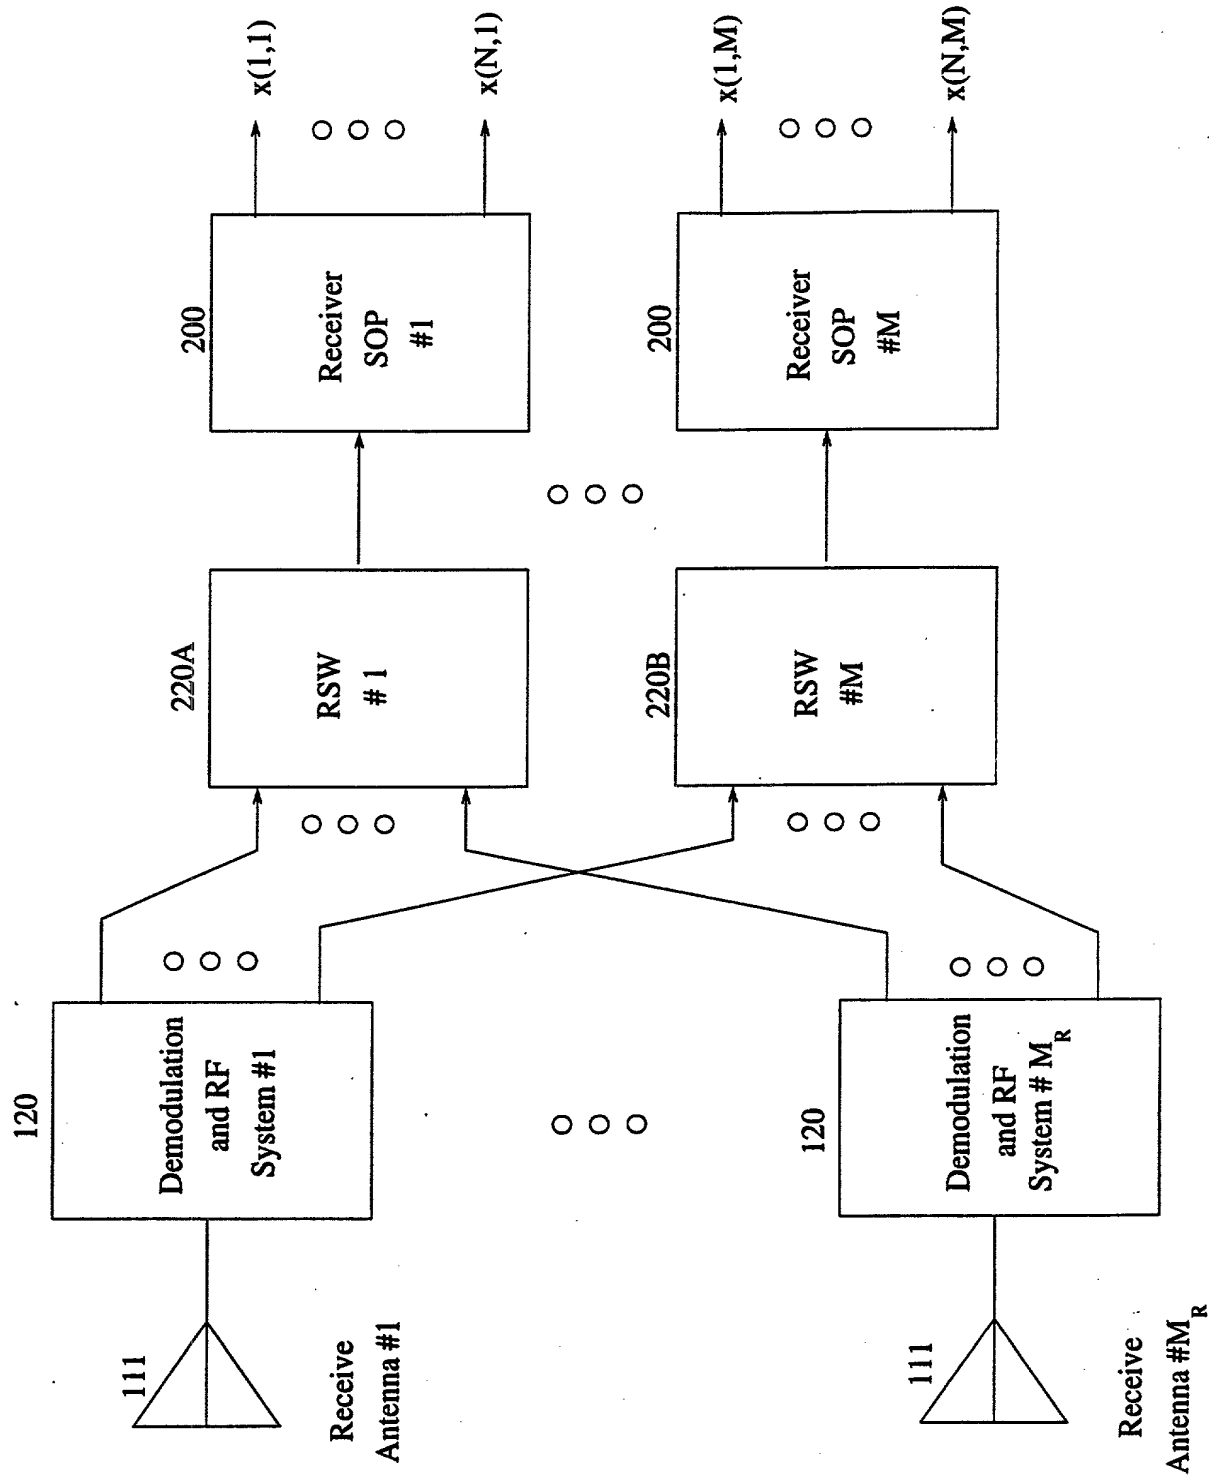 111
Receive
Antenna #1
120
Demodulation
and RF
System #1
220A
RSW
# 1
200
Receiver
SOP
#1
x(1,1)
x(N,1)
111
Receive
Antenna #M_R
120
Demodulation
and RF
System # M_R
220B
RSW
#M
200
Receiver
SOP
#M
x(1,M)
x(N,M)